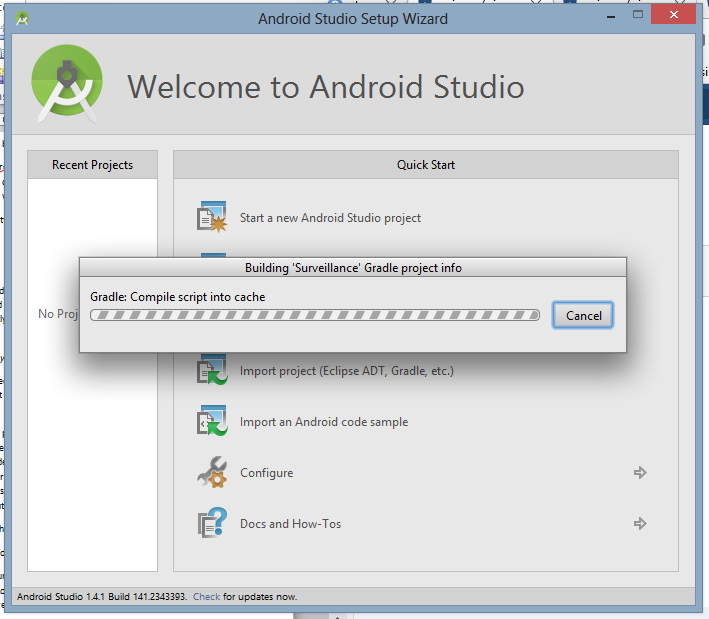 Android Studio Setup Wizard
Welcome to Android Studio
Recent Projects
Quick Start
Start a new Android Studio project
Building 'Surveillance' Gradle project info
Gradle: Compile script into cache
Cancel
No Proj
Import project (Eclipse ADT, Gradle, etc.)
Import an Android code sample
Configure
Docs and How-Tos
Android Studio 1.4.1 Build 141.2343393. Check for updates now.